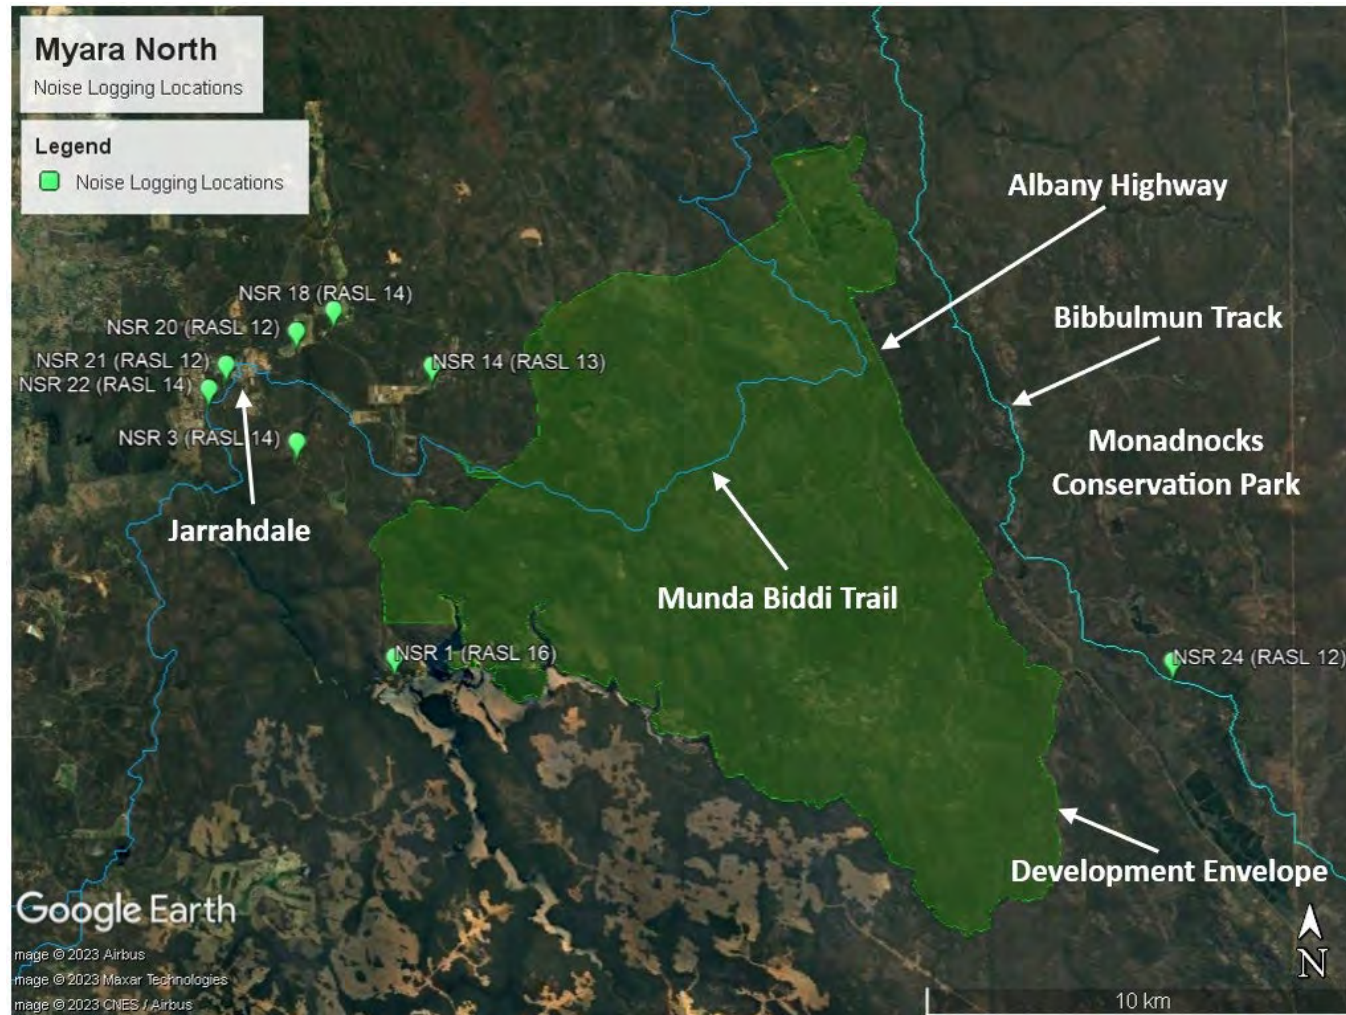 Myara North
Noise Logging Locations
Legend
Noise Logging Locations
Albany Highway
NSR 18 (RASL 14)
Bibbulmun Track
NSR 20 (RASL 12)
NSR 21 (RASL 12)
NSR 14 (RASL 13)
NSR 22 (RASL 14)
NSR 3 (RASL 14)
Monadnocks
Conservation Park
Jarrahdale
Munda Biddi Trail
NSR 1 (RASL 16)
NSR 24 (RASL 12)
Development Envelope
Google Earth
mage © 2023 Airbus
mage © 2023 Maxar Technologies
mage © 2023 CNES / Airbus
N
10 km